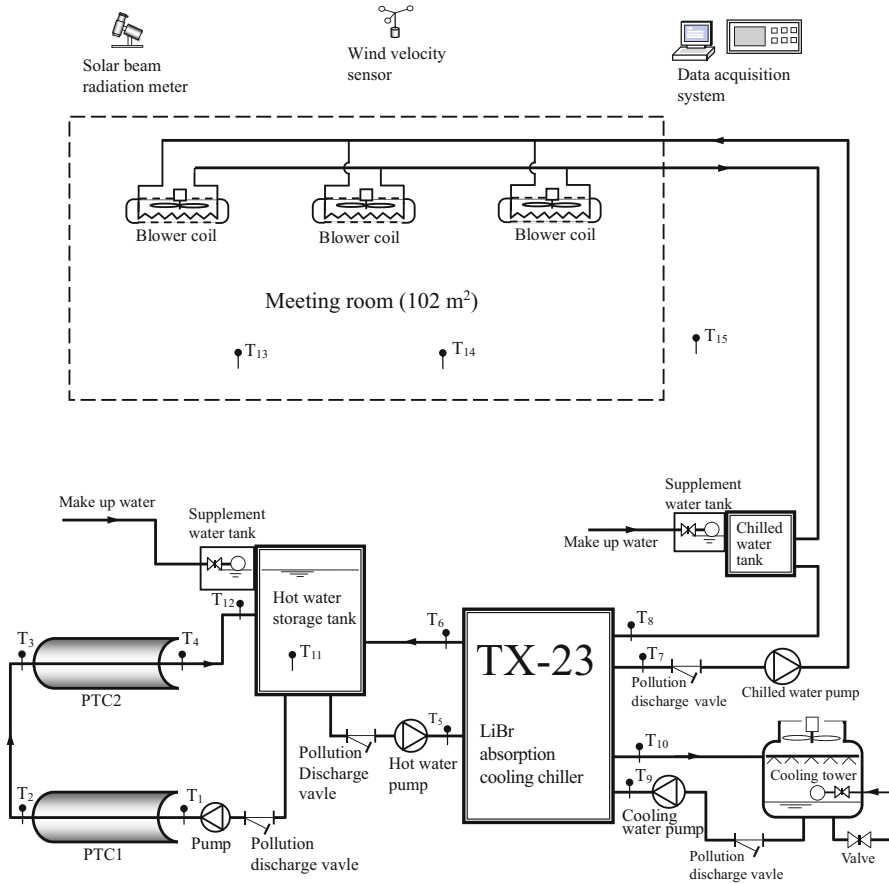 Solar beam
radiation meter
Wind velocity
sensor
Data acquisition
system
Blower coil
Blower coil
Blower coil
Meeting room (102 m²)
T₁₃
T₁₄
T₁₅
Make up water
Supplement
water tank
Supplement
water tank
Make up water
Chilled
water
tank
T₁₂
Hot water
storage tank
T₁₁
T₃
T₄
PTC2
T₆
T₅
TX-23
LiBr
absorption
cooling chiller
T₈
T₇
Pollution
discharge vavle
Chilled water pump
Pollution
Discharge
vavle
Hot water
pump
T₁₀
T₉
Cooling
water pump
Cooling tower
T₂
T₁
PTC1
Pump
Pollution
discharge vavle
Pollution
discharge vavle
Valve